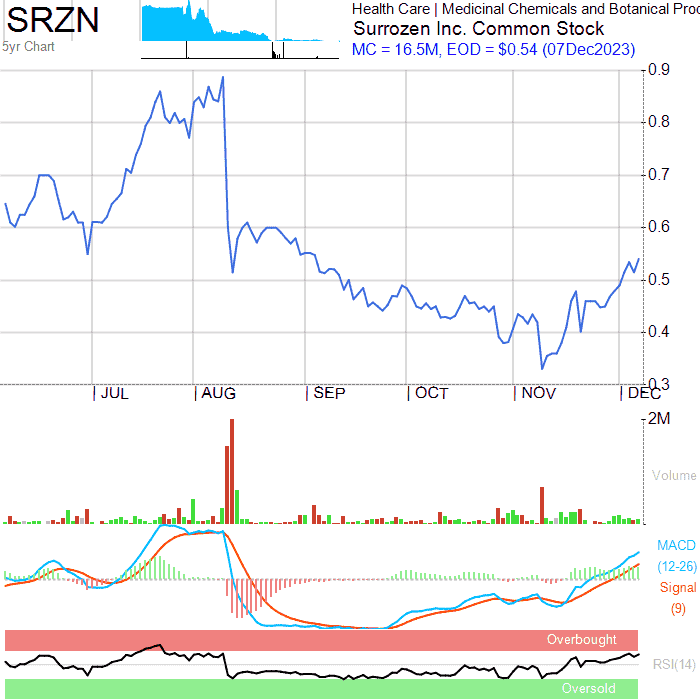 SRZN
5yr Chart
Health Care | Medicinal Chemicals and Botanical Proc
Surrozen Inc. Common Stock
MC = 16.5M, EOD = $0.54 (07Dec2023)
0.9
0.8
0.7
0.6
0.5
0.4
0.3
JUL AUG SEP OCT NOV DEC
2M
Volume
MACD
(12-26)
Signal
(9)
Overbought
RSI(14)
Oversold